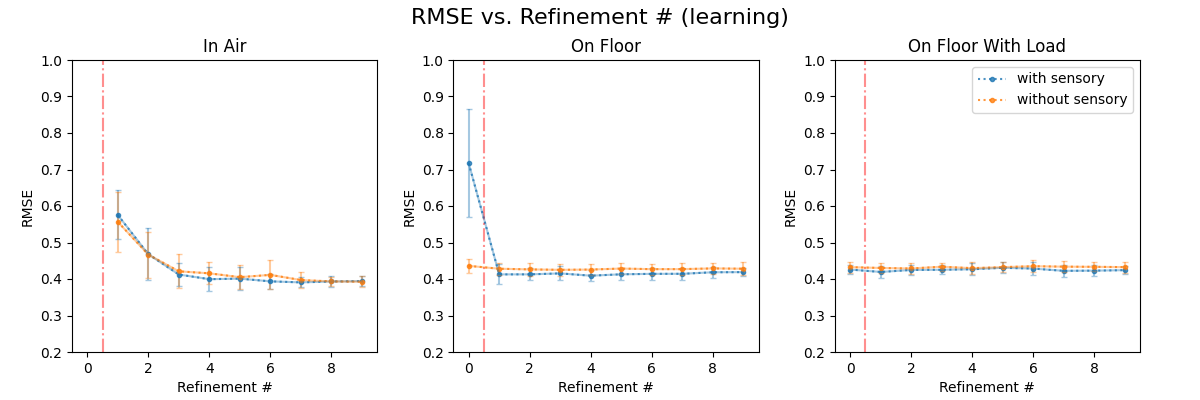 RMSE vs. Refinement # (learning)
In Air
RMSE
1.0
0.9
0.8
0.7
0.6
0.5
0.4
0.3
0.2
0 2 4 6 8
Refinement #
On Floor
RMSE
1.0
0.9
0.8
0.7
0.6
0.5
0.4
0.3
0.2
0 2 4 6 8
Refinement #
On Floor With Load
RMSE
1.0
0.9
0.8
0.7
0.6
0.5
0.4
0.3
0.2
with sensory
without sensory
0 2 4 6 8
Refinement #